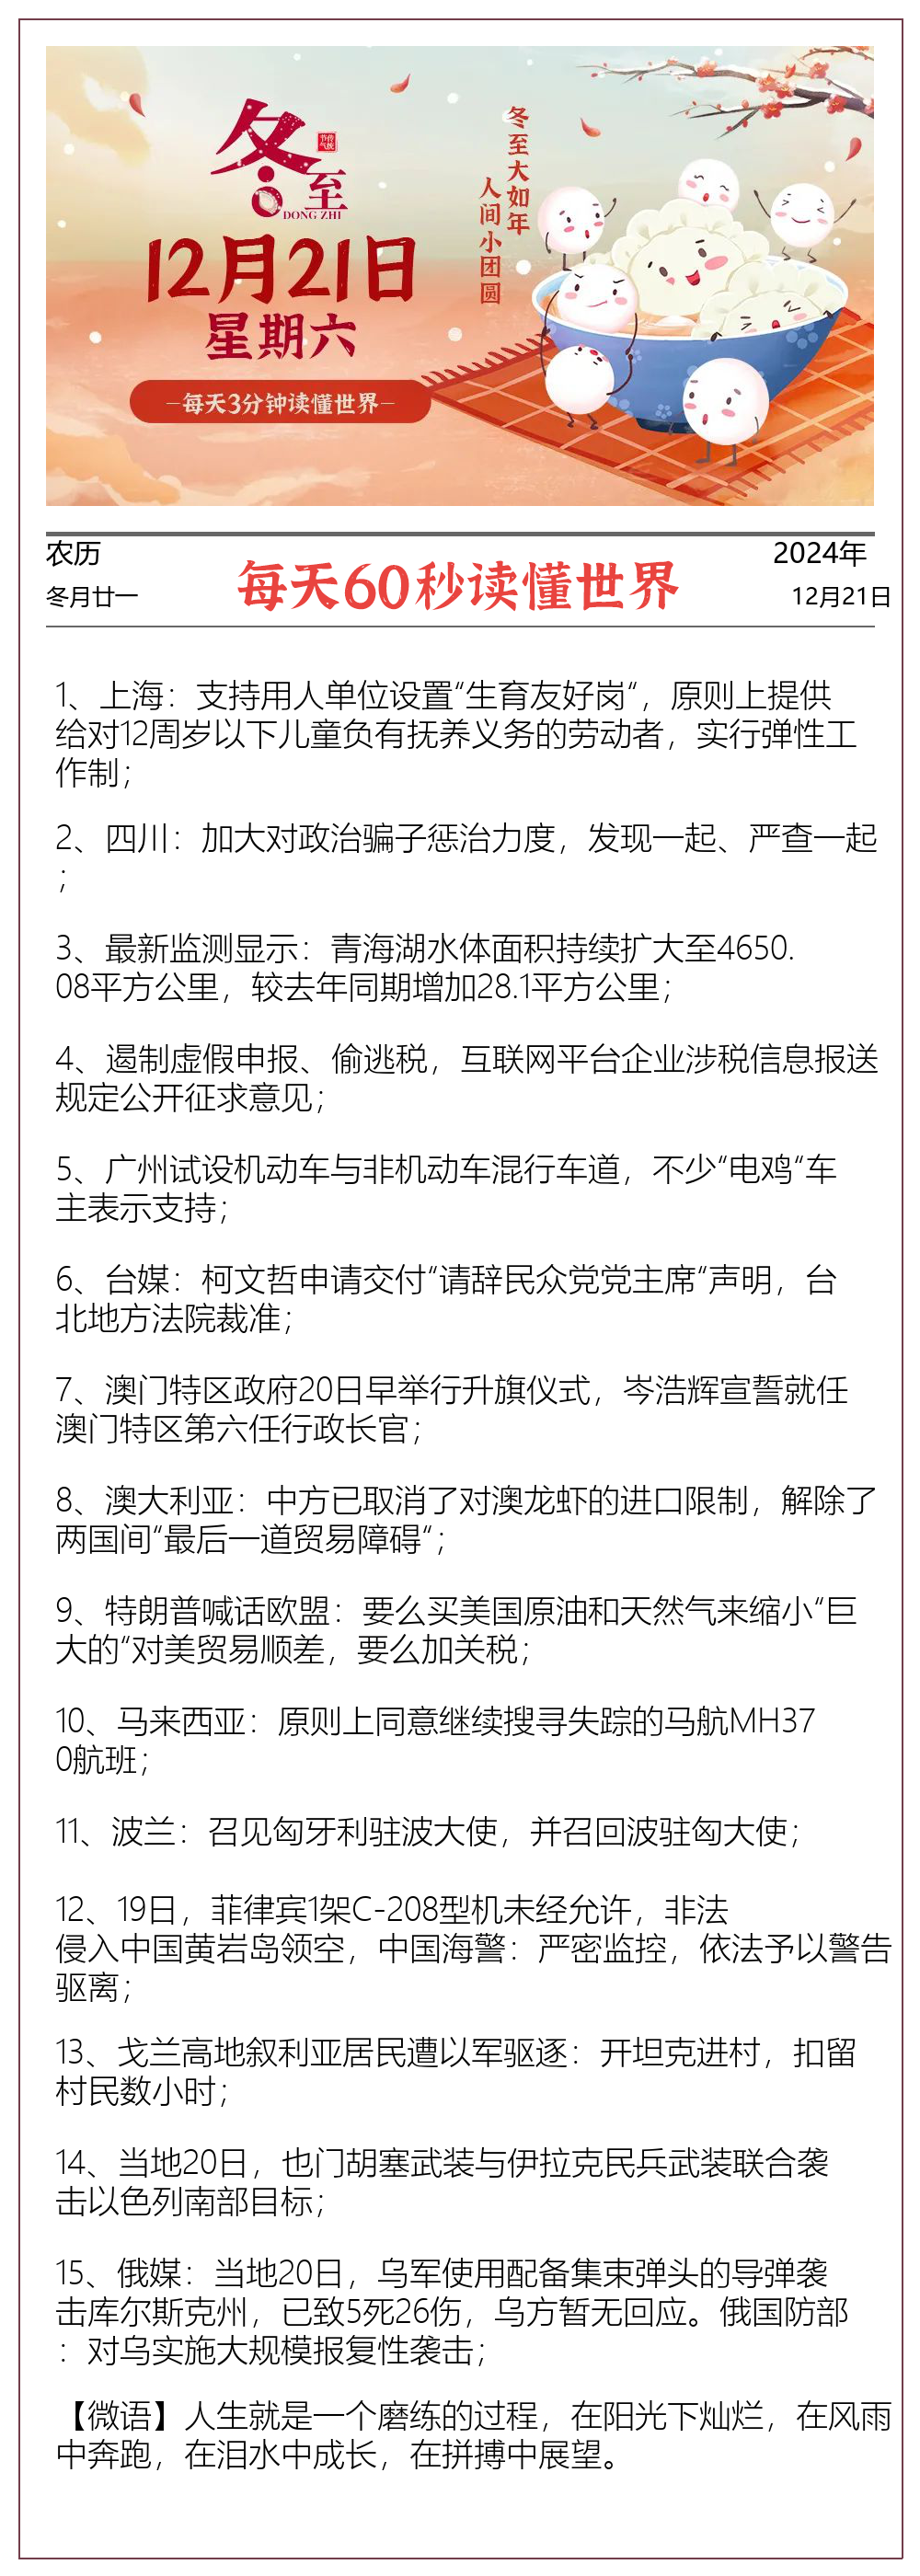 冬至
传统
节气
DONG ZHI
12月21日
星期六
—每天3分钟读懂世界—
冬至大如年
人间小团圆
农历
冬月廿一
每天60秒读懂世界
2024年
12月21日
1、上海：支持用人单位设置“生育友好岗“，原则上提供
给对12周岁以下儿童负有抚养义务的劳动者，实行弹性工
作制；
2、四川：加大对政治骗子惩治力度，发现一起、严查一起
；
3、最新监测显示：青海湖水体面积持续扩大至4650.
08平方公里，较去年同期增加28.1平方公里；
4、遏制虚假申报、偷逃税，互联网平台企业涉税信息报送
规定公开征求意见；
5、广州试设机动车与非机动车混行车道，不少“电鸡“车
主表示支持；
6、台媒：柯文哲申请交付“请辞民众党党主席“声明，台
北地方法院裁准；
7、澳门特区政府20日早举行升旗仪式，岑浩辉宣誓就任
澳门特区第六任行政长官；
8、澳大利亚：中方已取消了对澳龙虾的进口限制，解除了
两国间“最后一道贸易障碍“；
9、特朗普喊话欧盟：要么买美国原油和天然气来缩小“巨
大的“对美贸易顺差，要么加关税；
10、马来西亚：原则上同意继续搜寻失踪的马航MH37
0航班；
11、波兰：召见匈牙利驻波大使，并召回波驻匈大使；
12、19日，菲律宾1架C-208型机未经允许，非法
侵入中国黄岩岛领空，中国海警：严密监控，依法予以警告
驱离；
13、戈兰高地叙利亚居民遭以军驱逐：开坦克进村，扣留
村民数小时；
14、当地20日，也门胡塞武装与伊拉克民兵武装联合袭
击以色列南部目标；
15、俄媒：当地20日，乌军使用配备集束弹头的导弹袭
击库尔斯克州，已致5死26伤，乌方暂无回应。俄国防部
：对乌实施大规模报复性袭击；
【微语】人生就是一个磨练的过程，在阳光下灿烂，在风雨
中奔跑，在泪水中成长，在拼搏中展望。